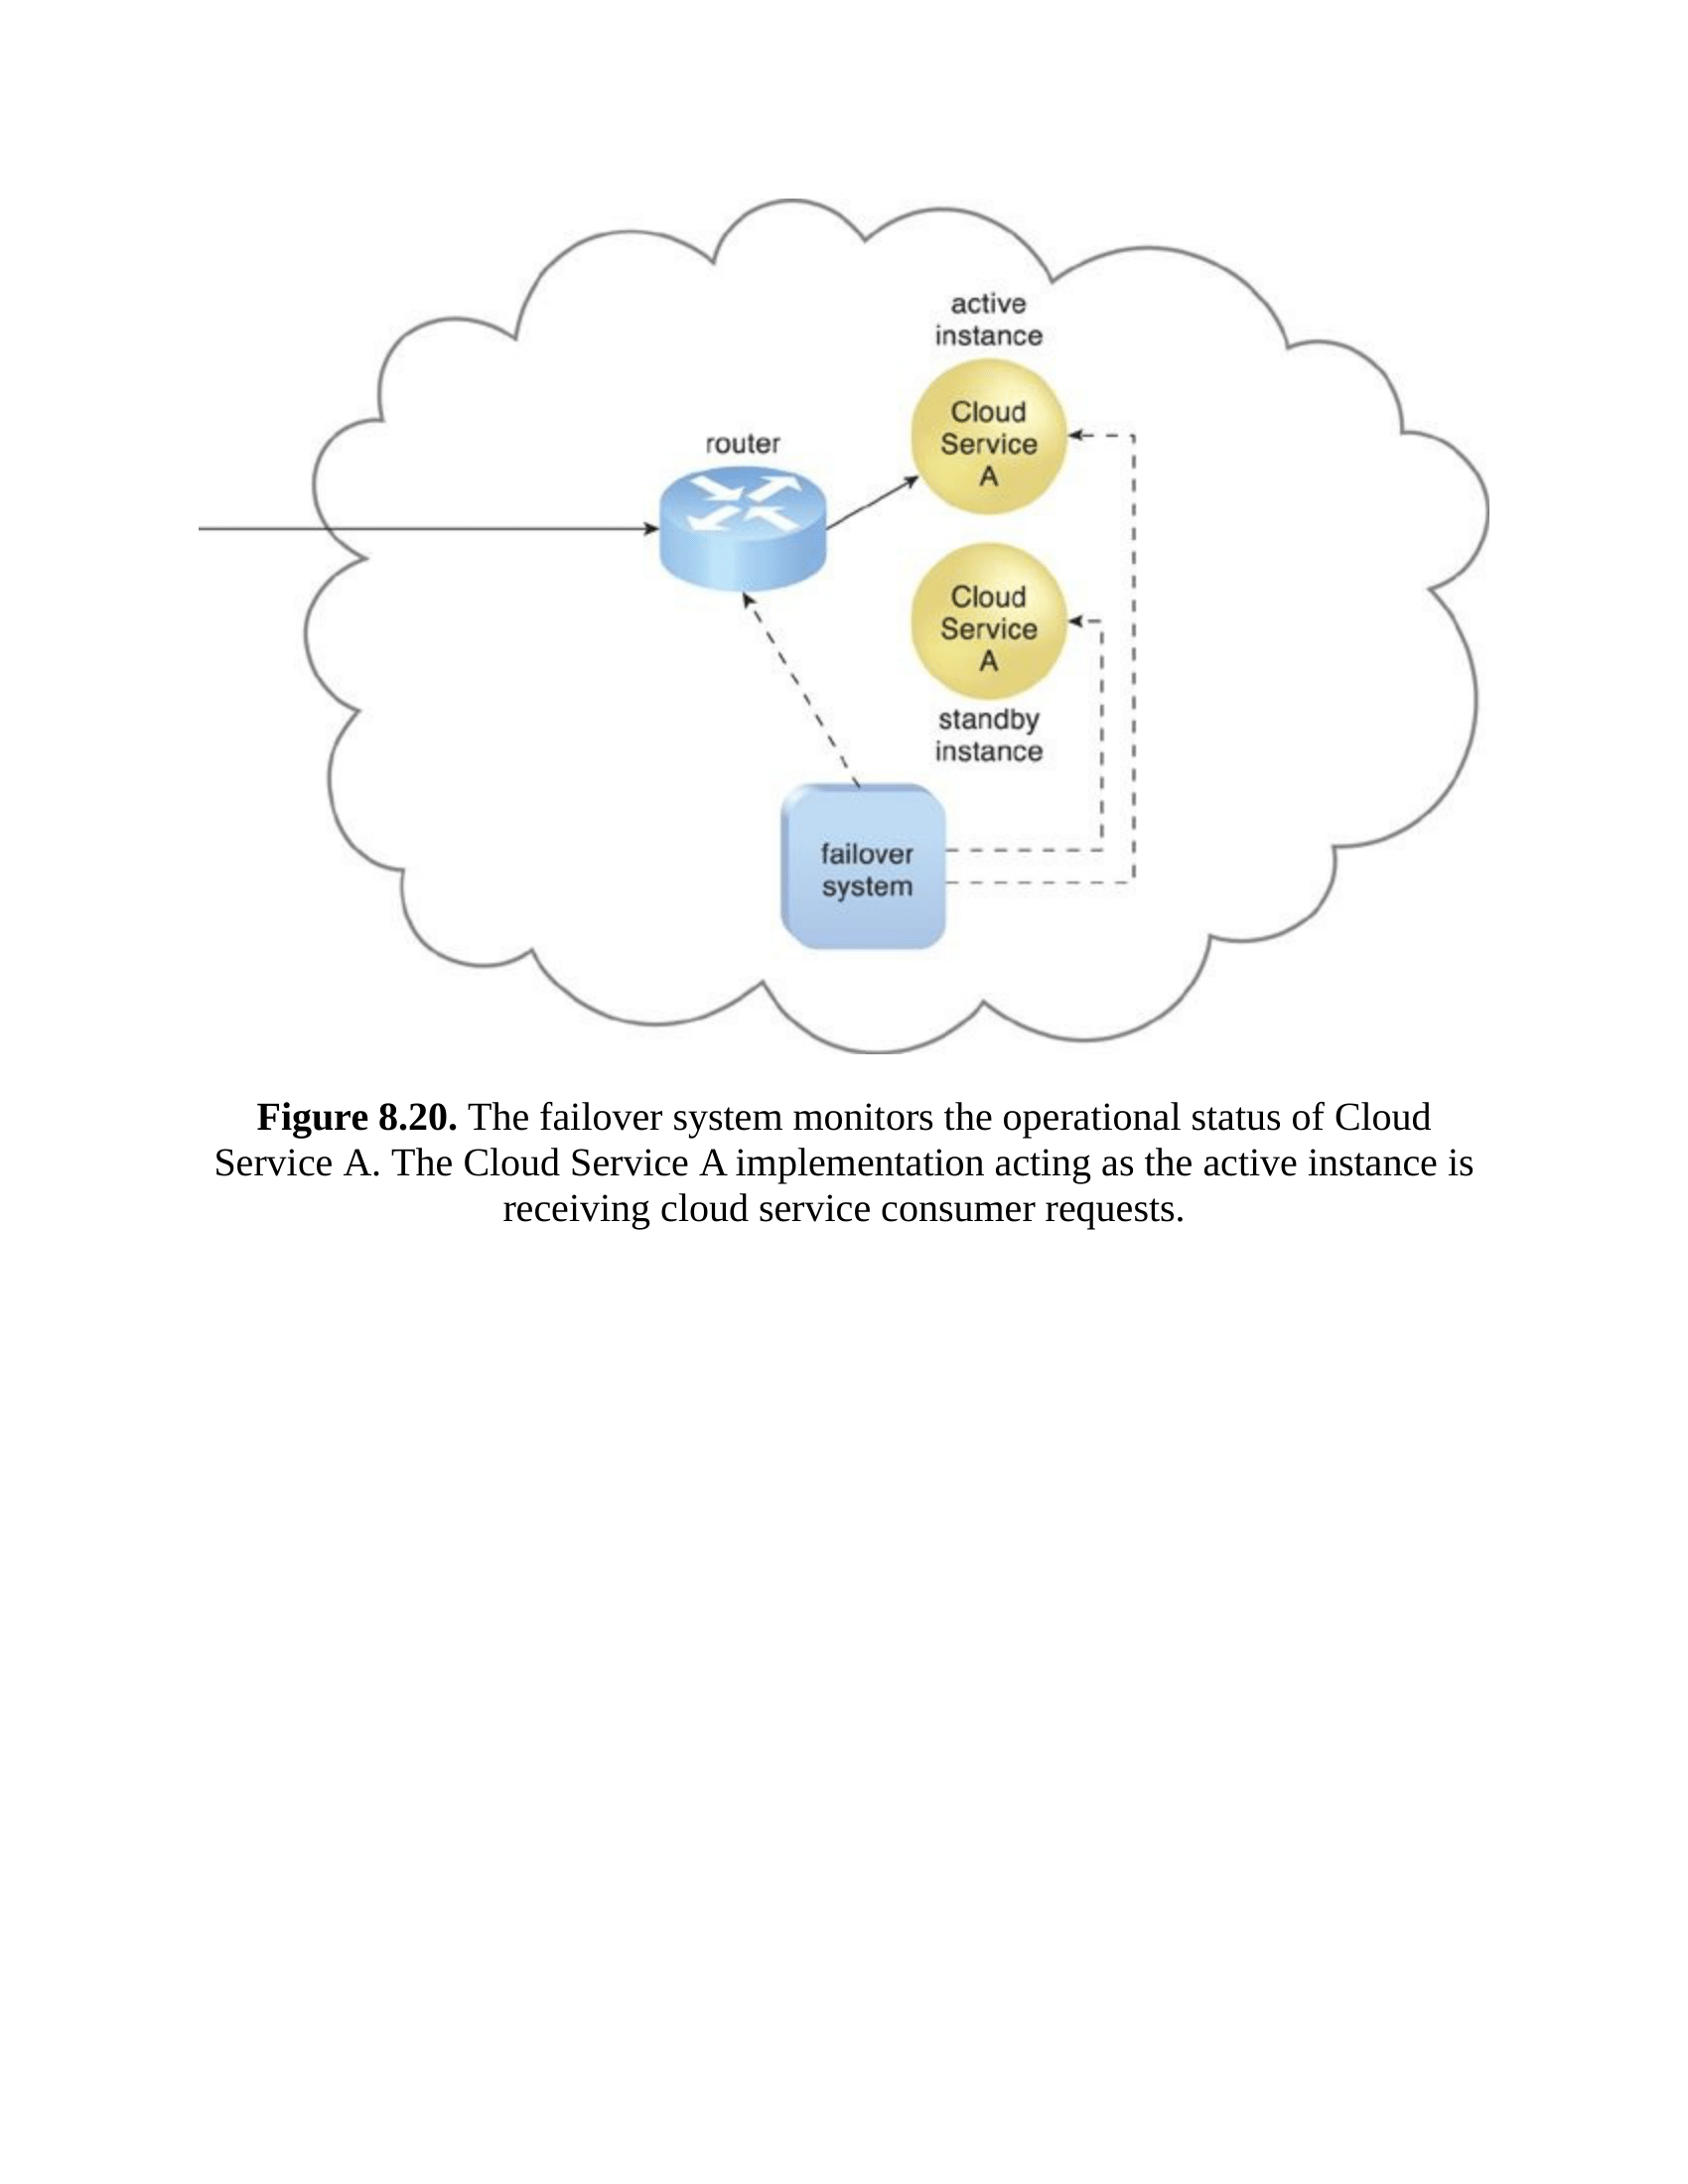 active
instance
Cloud
Service
A
router
Cloud
Service
A
standby
instance
failover
system
Figure 8.20. The failover system monitors the operational status of Cloud
Service A. The Cloud Service A implementation acting as the active instance is
receiving cloud service consumer requests.